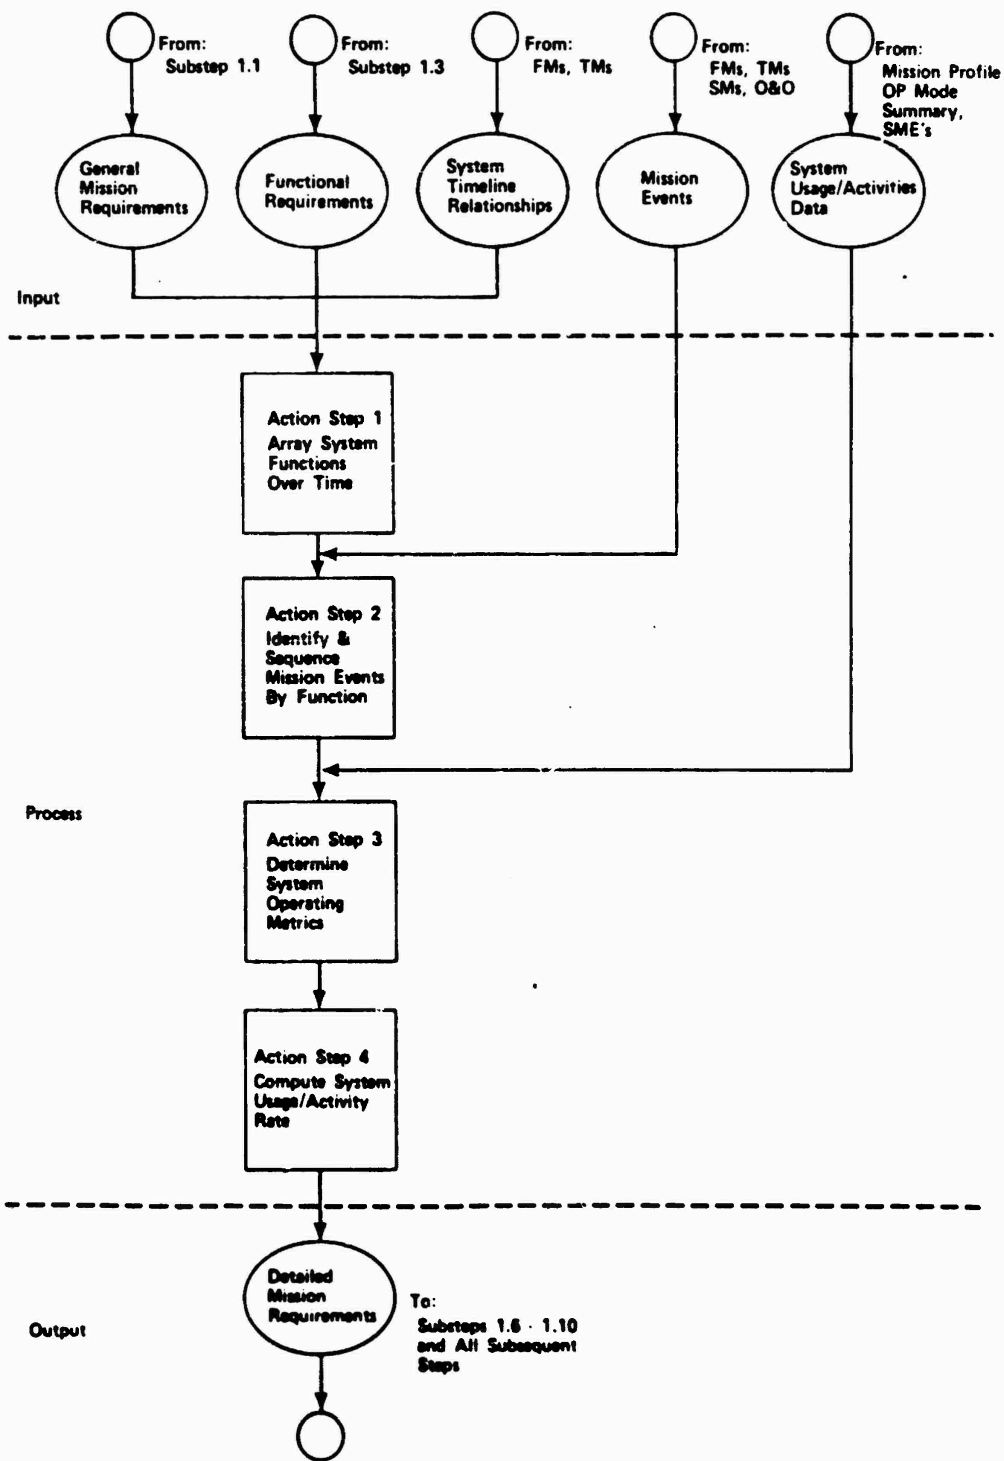 From:
Substep 1.1
From:
Substep 1.3
From:
FMs, TMs
From:
FMs, TMs
SMs, O&O
From:
Mission Profile
OP Mode
Summary,
SME's
General
Mission
Requirements
Functional
Requirements
System
Timeline
Relationships
Mission
Events
System
Usage/Activities
Data
Input
Action Step 1
Array System
Functions
Over Time
Action Step 2
Identify &
Sequence
Mission Events
By Function
Process
Action Step 3
Determine
System
Operating
Metrics
Action Step 4
Compute System
Usage/Activity
Rate
Detailed
Mission
Requirements
To:
Substeps 1.6 - 1.10
and All Subsequent
Steps
Output